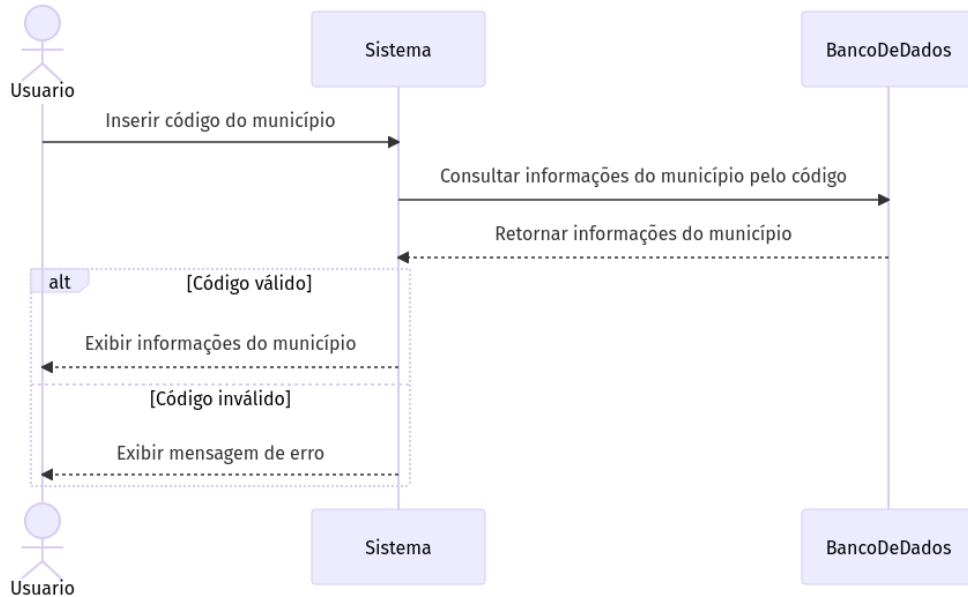 Usuario
Sistema
BancoDeDados
Inserir código do município
Consultar informações do município pelo código
Retornar informações do município
alt
[Código válido]
Exibir informações do município
[Código inválido]
Exibir mensagem de erro
Usuario
Sistema
BancoDeDados